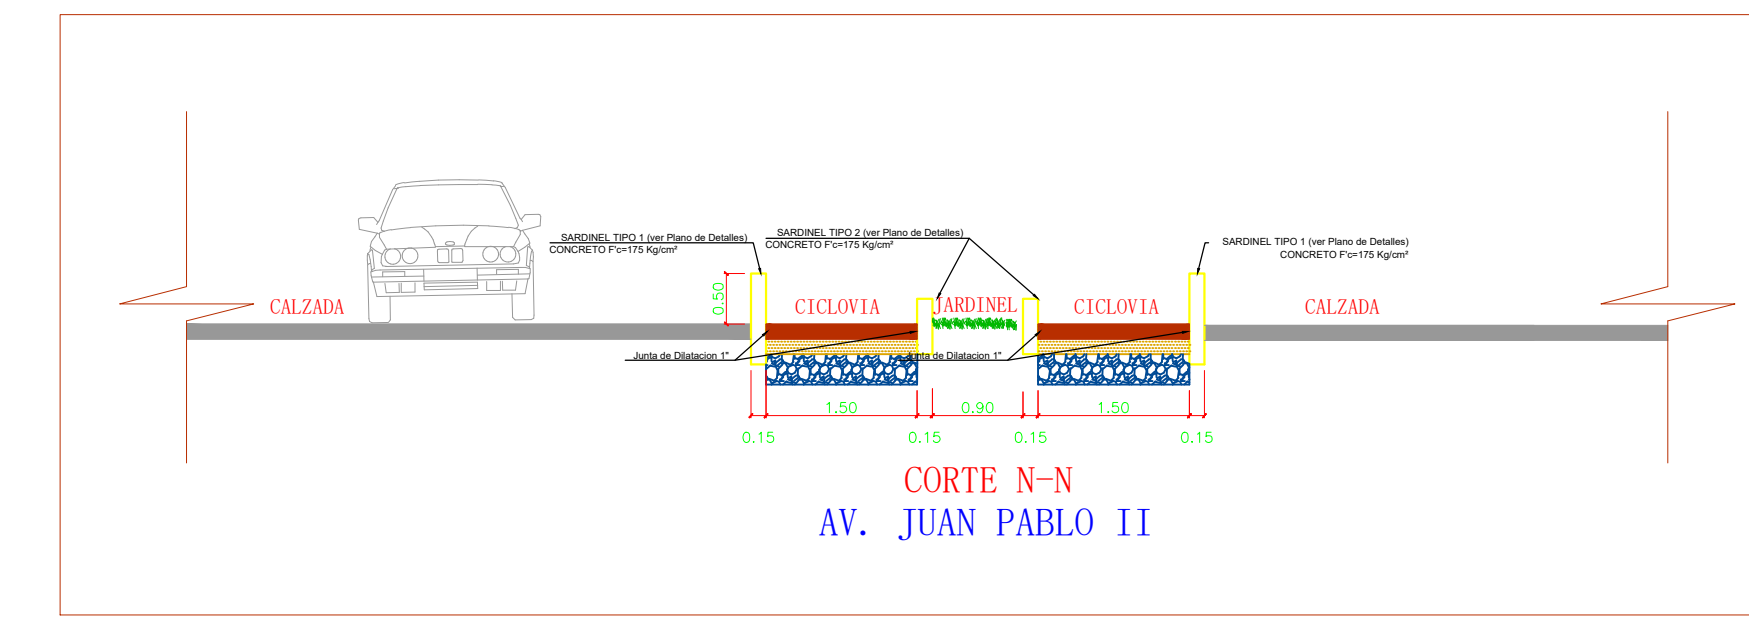 SARDINEL TIPO 1 (ver Plano de Detalles)
CONCRETO F'c=175 Kg/cm²
SARDINEL TIPO 2 (ver Plano de Detalles)
CONCRETO F'c=175 Kg/cm²
SARDINEL TIPO 1 (ver Plano de Detalles)
CONCRETO F'c=175 Kg/cm²
0.50
CALZADA
CICLOVIA
JARDINEL
CICLOVIA
CALZADA
Junta de Dilatacion 1"
Junta de Dilatacion 1"
1.50
0.90
1.50
0.15
0.15
0.15
0.15
CORTE N-N
AV. JUAN PABLO II